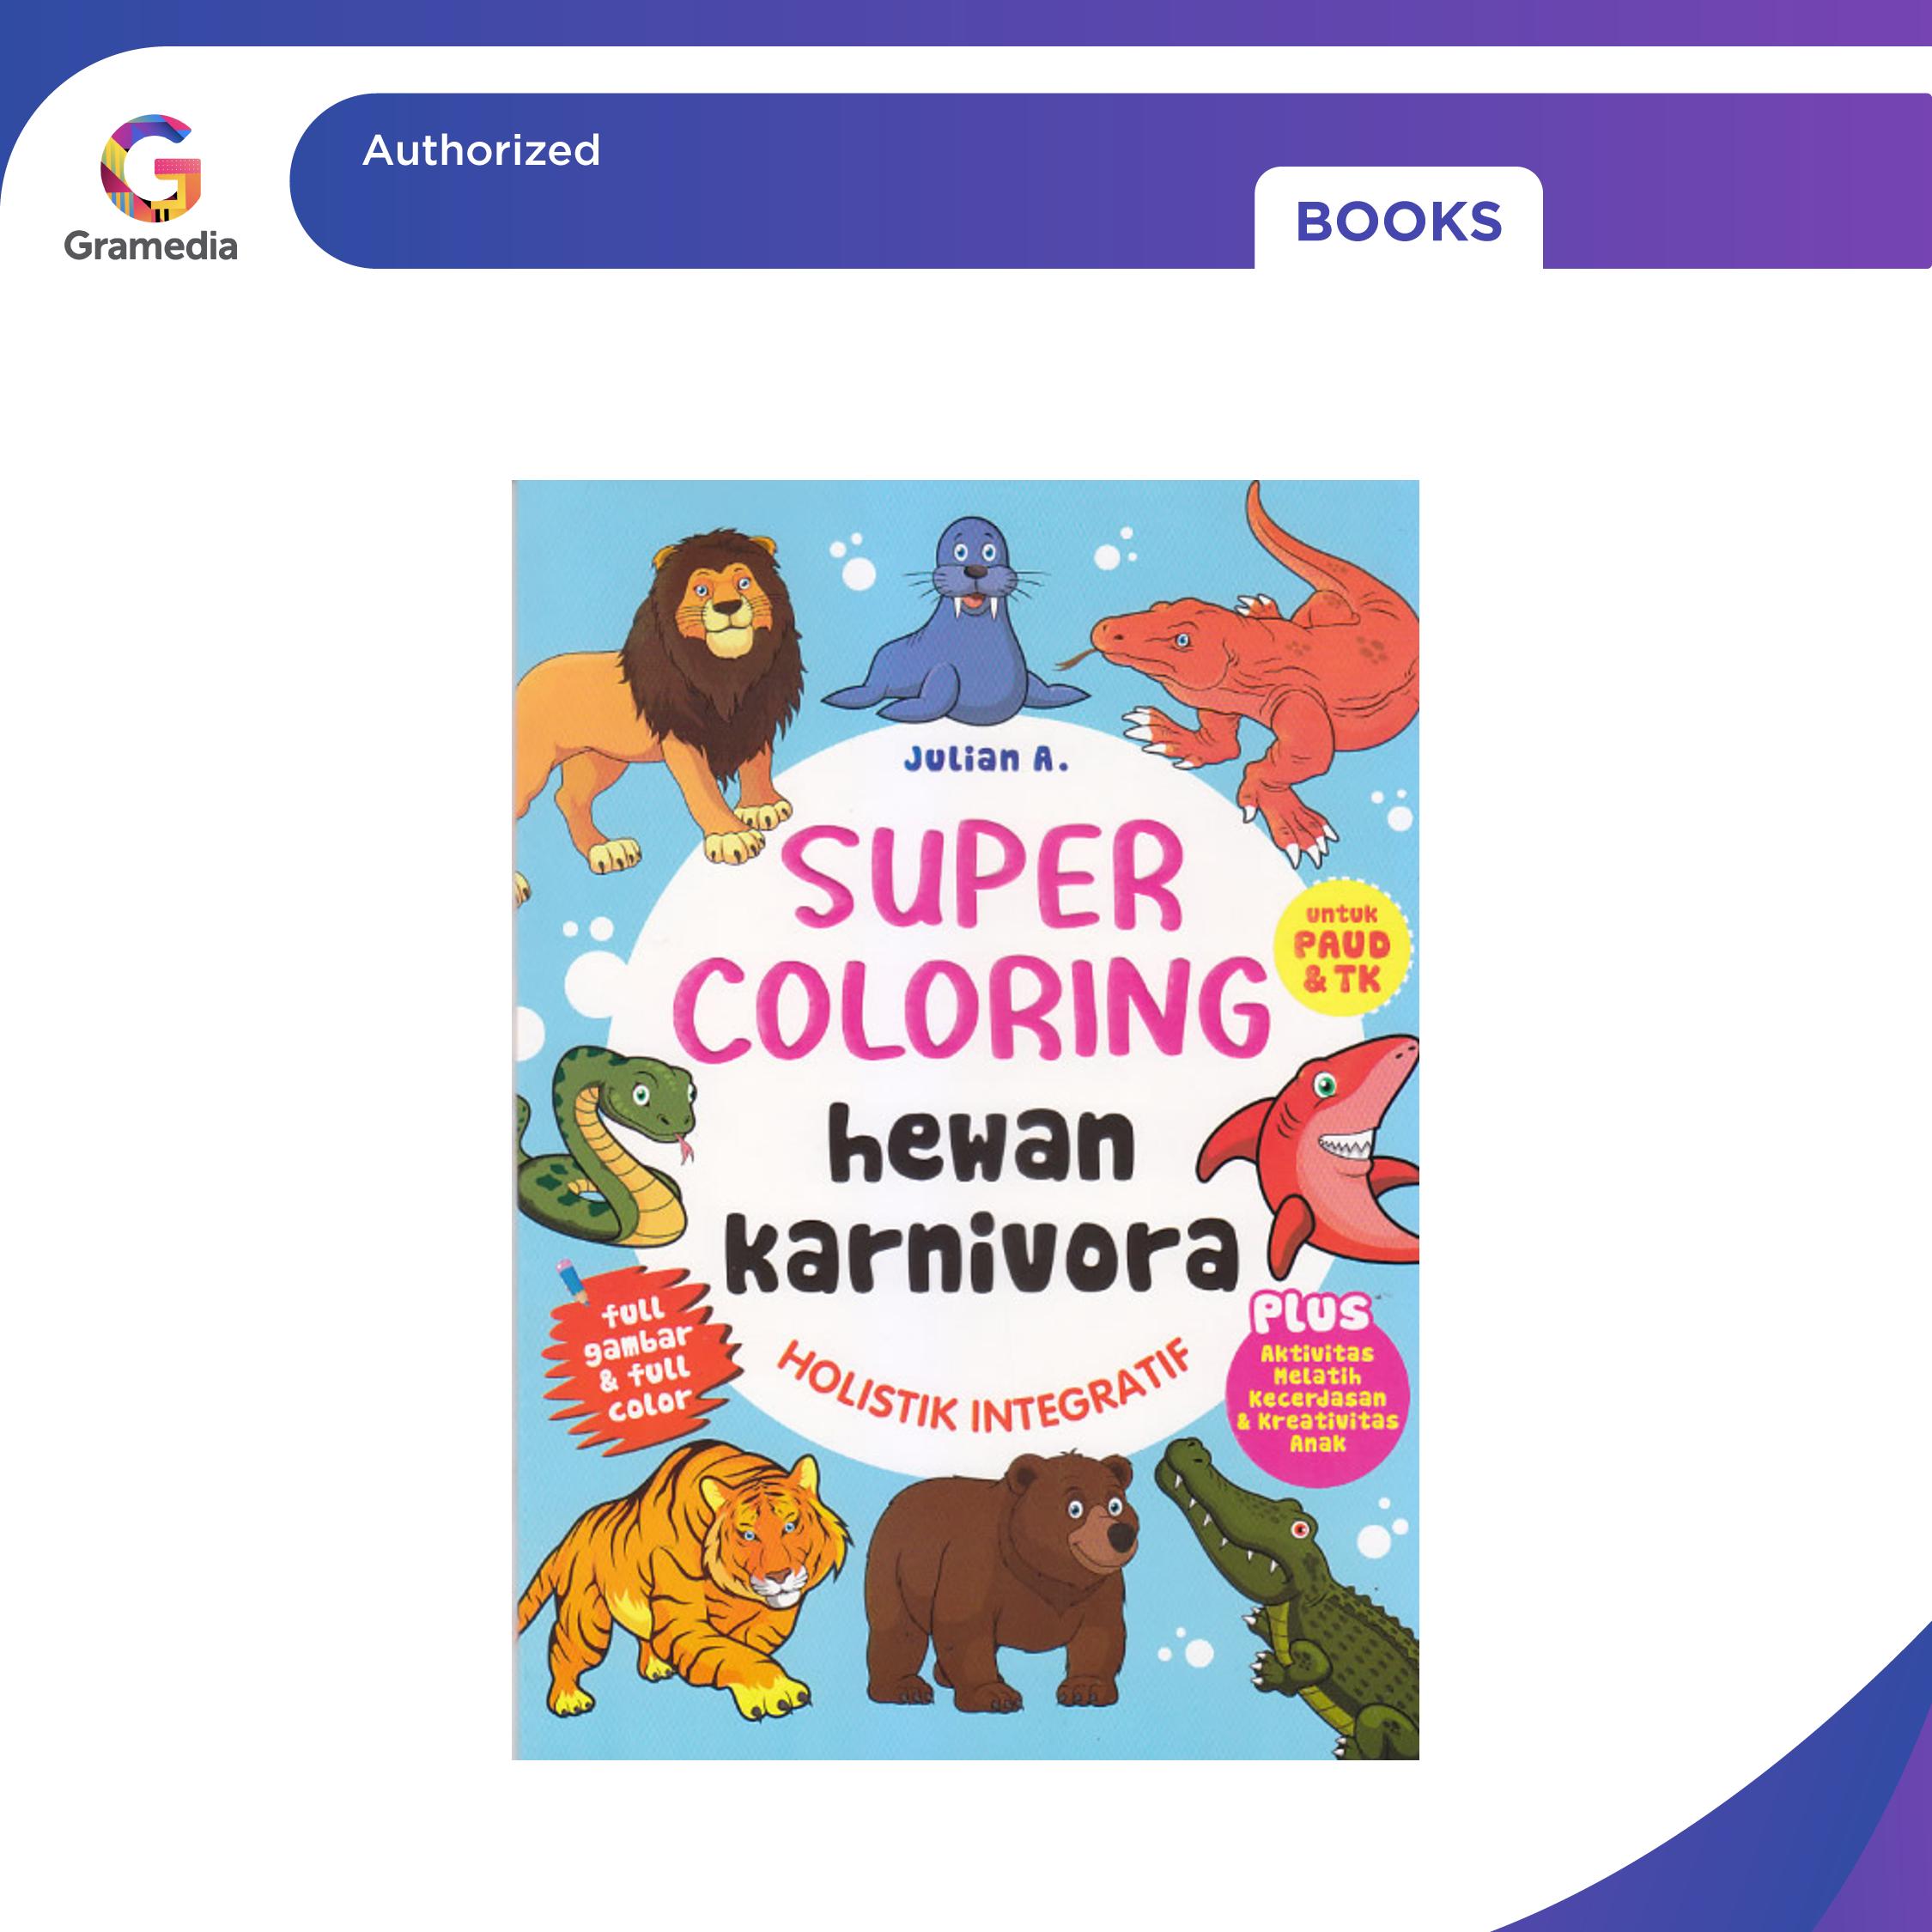 Gramedia
Authorized
BOOKS
Julian A.
SUPER
COLORING
untuk
PAUD
& TK
hewan
karnivora
HOLISTIK INTEGRATIF
full
gambar
& full
color
PLUS
Aktivitas
Melatih
Kecerdasan
& Kreativitas
Anak